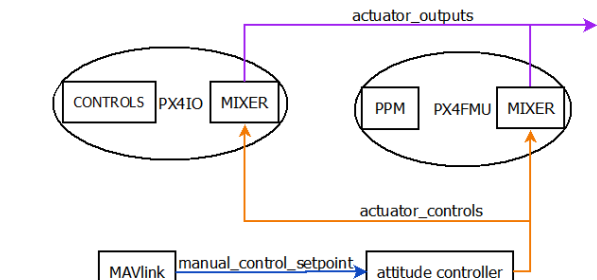 actuator_outputs
CONTROLS PX4IO MIXER
PPM PX4FMU MIXER
actuator_controls
MAVlink manual_control_setpoint attitude controller